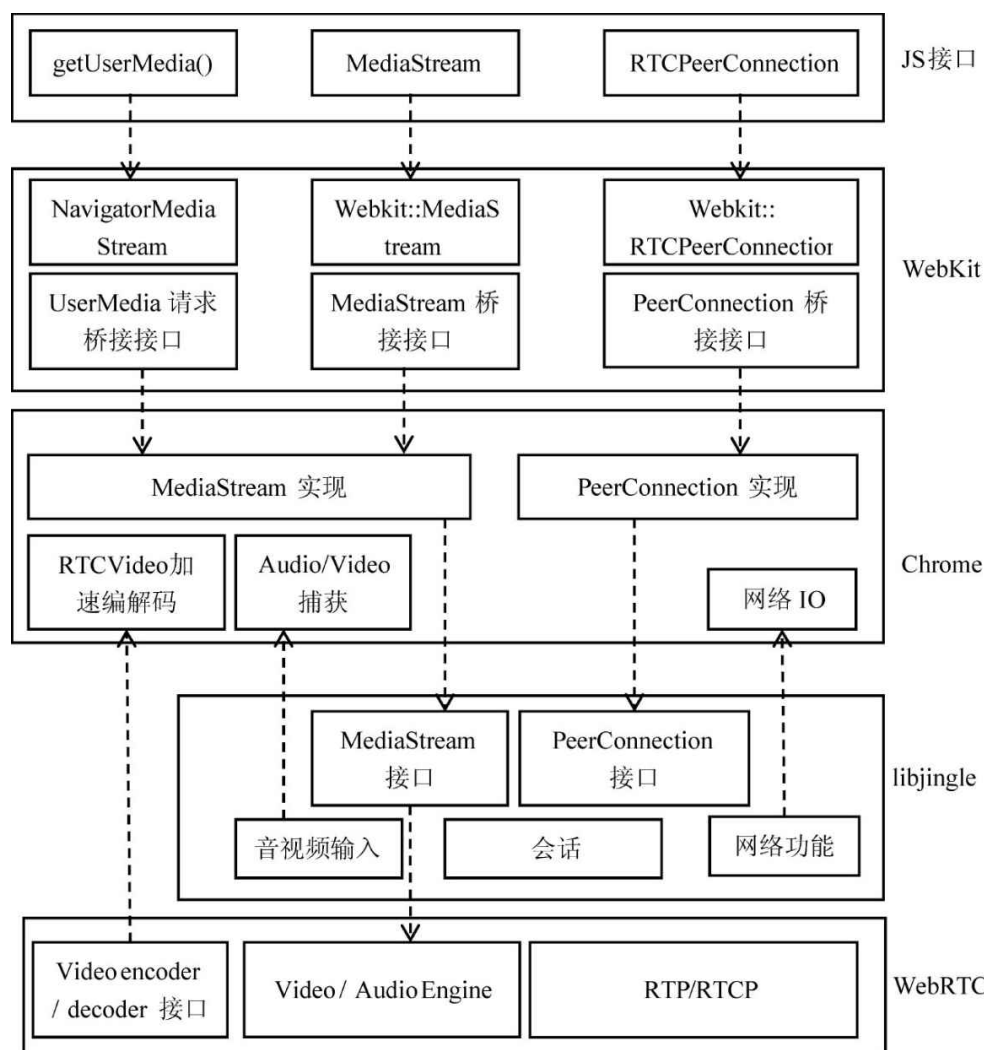 getUserMedia()
MediaStream
RTCPeerConnection
JS接口
NavigatorMedia
Stream
Webkit::MediaS
tream
Webkit::
RTCPeerConnection
WebKit
UserMedia 请求
桥接接口
MediaStream 桥
接接口
PeerConnection 桥
接接口
MediaStream 实现
PeerConnection 实现
RTCVideo加
速编解码
Audio/Video
捕获
网络 IO
Chrome
MediaStream
接口
PeerConnection
接口
libjingle
音视频输入
会话
网络功能
Video encoder
/ decoder 接口
Video / Audio Engine
RTP/RTCP
WebRTC